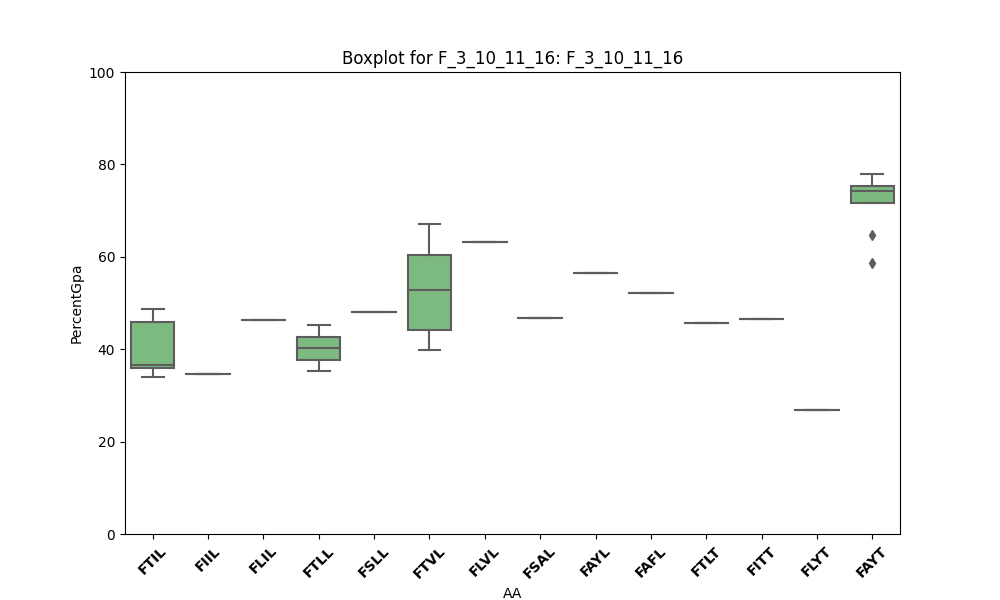 Boxplot for F_3_10_11_16: F_3_10_11_16
100
80
60
40
20
0
PercentGpa
FTIL
FIIL
FLIL
FTLL
FSLL
FTVL
FLVL
FSAL
FAYL
FAFL
FTLT
FITT
FLYT
FAYT
AA